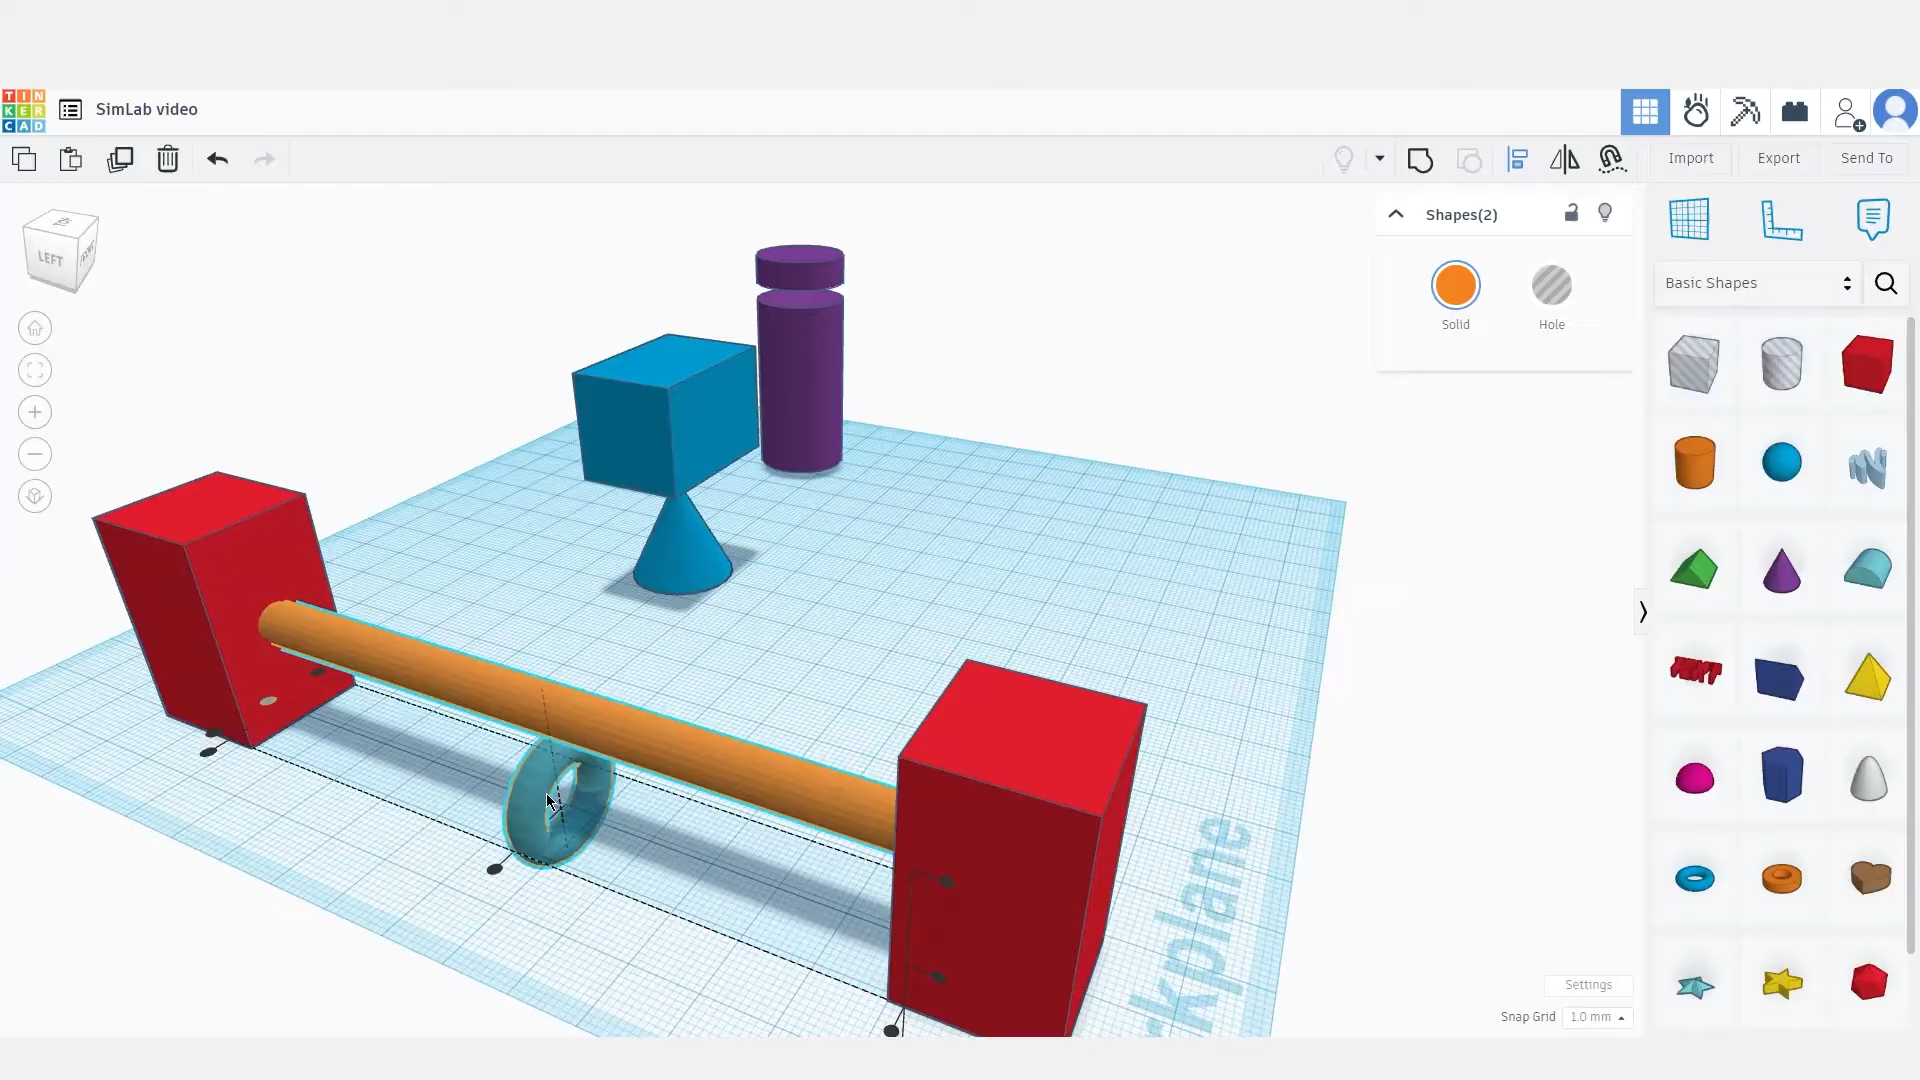 TIN
KER
CAD
SimLab video
Import
Export
Send To
LEFT
Shapes(2)
Solid
Hole
Basic Shapes
rkplane
Settings
Snap Grid
1.0 mm